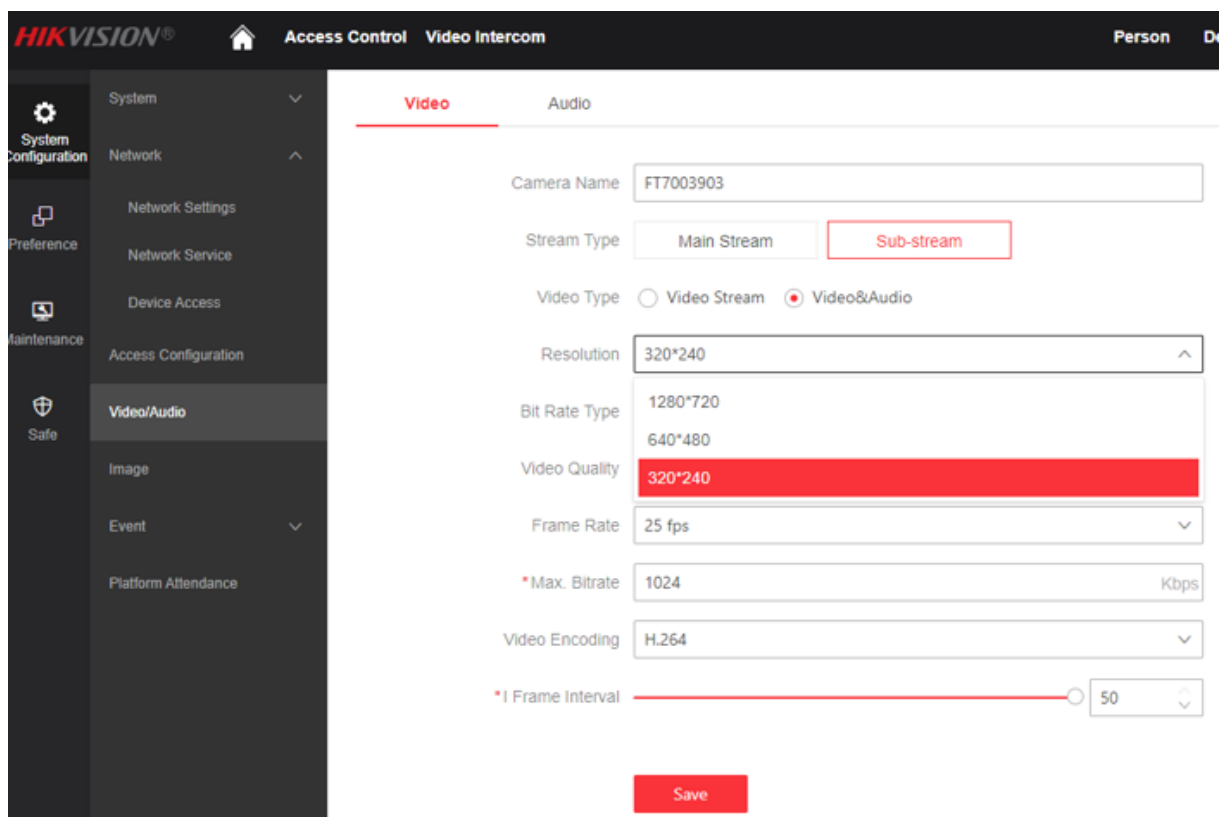 HIKVISION®
Access Control Video Intercom Person
System
Configuration
Preference
Maintenance
Safe
System
Network
Network Settings
Network Service
Device Access
Access Configuration
Video/Audio
Image
Event
Platform Attendance
Video Audio
Camera Name FT7003903
Stream Type Main Stream Sub-stream
Video Type Video Stream Video&Audio
Resolution 320*240
1280*720
Bit Rate Type
640*480
Video Quality 320*240
Frame Rate 25 fps
*Max. Bitrate 1024 Kbps
Video Encoding H.264
*I Frame Interval 50
Save